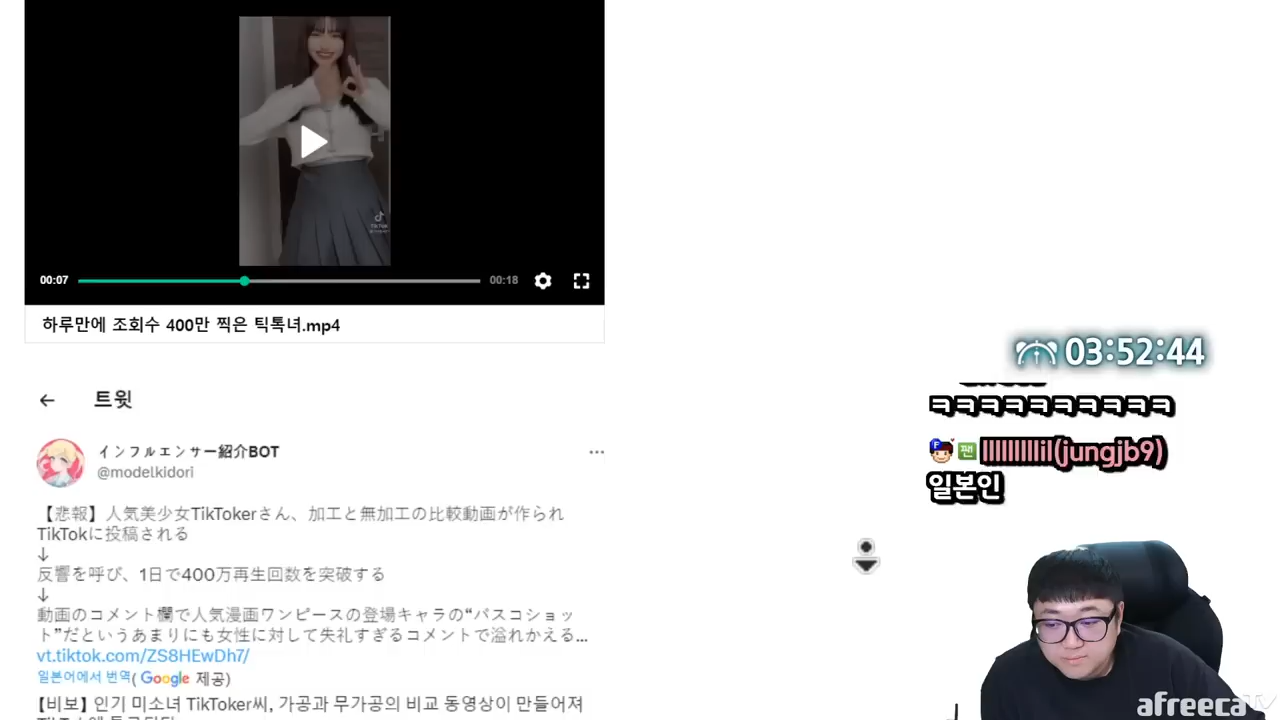 00:07
00:18
하루만에 조회수 400만 찍은 틱톡녀.mp4
트윗
インフルエンサー紹介BOT
@modelkidori
【悲報】人気美少女TikTokerさん、加工と無加工の比較動画が作られ
TikTokに投稿される
↓
反響を呼び、1日で400万再生回数を突破する
↓
動画のコメント欄で人気漫画ワンピースの登場キャラの“バスコショッ
ト”だというあまりにも女性に対して失礼すぎるコメントで溢れかえる...
vt.tiktok.com/ZS8HEwDh7/
일본어에서 번역( Google 제공)
【비보】인기 미소녀 TikToker씨, 가공과 무가공의 비교 동영상이 만들어져
03:52:44
ㅋㅋㅋㅋㅋㅋㅋㅋㅋㅋ
팬
(jungjb9)
일본인
afreecaTV